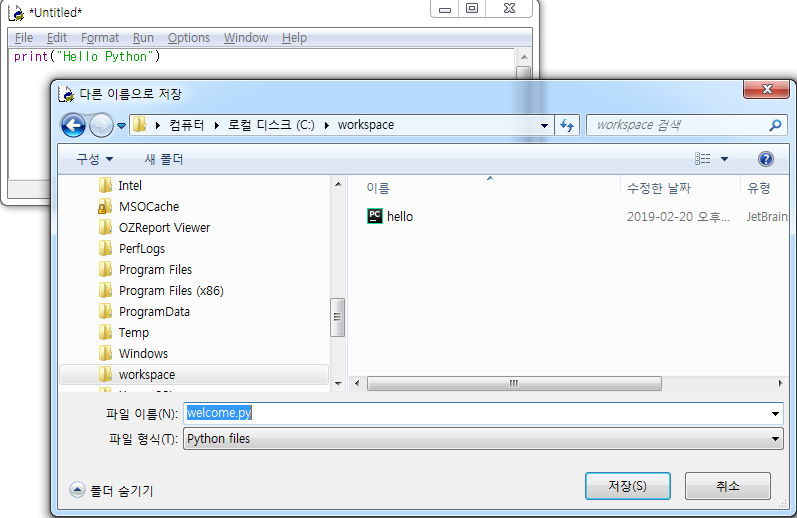 *Untitled*
File Edit Format Run Options Window Help
print("Hello Python")
다른 이름으로 저장
컴퓨터 로컬 디스크 (C:) workspace
workspace 검색
구성 새 폴더
이름 수정한 날짜 유형
Intel
MSOCache
OZReport Viewer
PerfLogs
Program Files
Program Files (x86)
ProgramData
Temp
Windows
workspace
hello 2019-02-20 오후... JetBrain
파일 이름(N): welcome.py
파일 형식(T): Python files
폴더 숨기기 저장(S) 취소